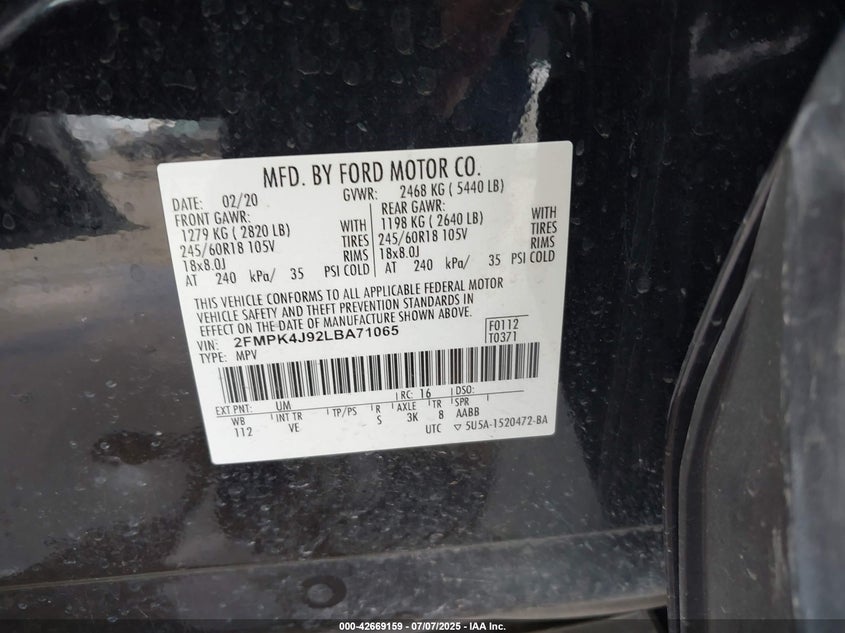 MFD. BY FORD MOTOR CO.
DATE: 02/20 GVWR: 2468 KG ( 5440 LB)
FRONT GAWR: REAR GAWR:
1279 KG ( 2820 LB) WITH 1198 KG ( 2640 LB) WITH
245/60R18 105V TIRES 245/60R18 105V TIRES
18x8.0J RIMS 18x8.0J RIMS
AT 240 kPa/ 35 PSI COLD AT 240 kPa/ 35 PSI COLD
THIS VEHICLE CONFORMS TO ALL APPLICABLE FEDERAL MOTOR
VEHICLE SAFETY AND THEFT PREVENTION STANDARDS IN
EFFECT ON THE DATE OF MANUFACTURE SHOWN ABOVE.
VIN: 2FMPK4J92LBA71065 F0112
TYPE: MPV T0371
EXT PNT: UM RC: 16 DSO:
WB INT TR TP/PS R AXLE TR SPR
112 VE S 3K 8 AABB
UTC ▽ 5U5A-1520472-BA
000-42669159 - 07/07/2025 - IAA Inc.